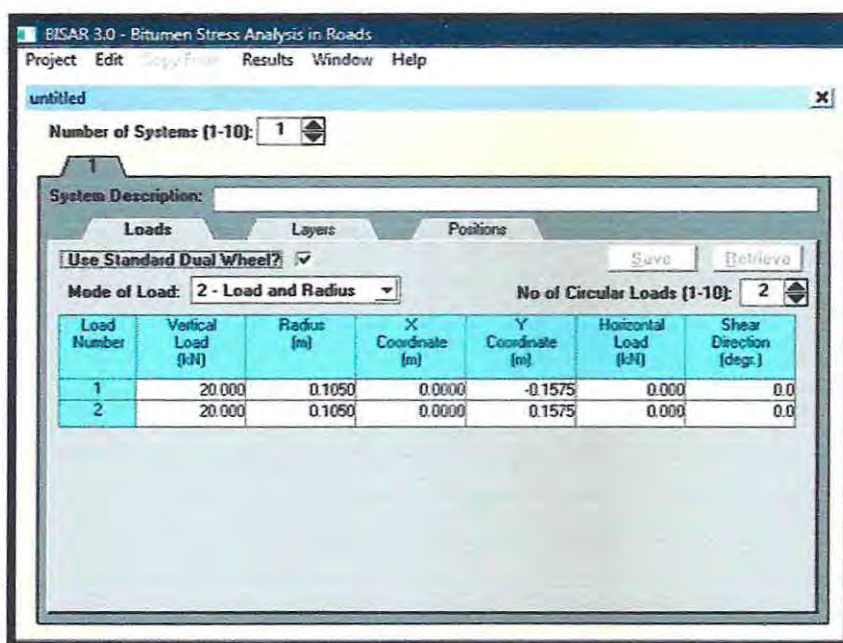 BISAR 3.0 - Bitumen Stress Analysis in Roads
Project Edit Copy From Results Window Help
untitled
Number of Systems (1-10): 1
1
System Description:
Loads Layers Positions
Use Standard Dual Wheel? Save Retrieve
Mode of Load: 2 - Load and Radius No of Circular Loads (1-10): 2
Load Number Vertical Load (kN) Radius (m) X Coordinate (m) Y Coordinate (m) Horizontal Load (kN) Shear Direction (degr.)
1 20.000 0.1050 0.0000 -0.1575 0.000 0.0
2 20.000 0.1050 0.0000 0.1575 0.000 0.0